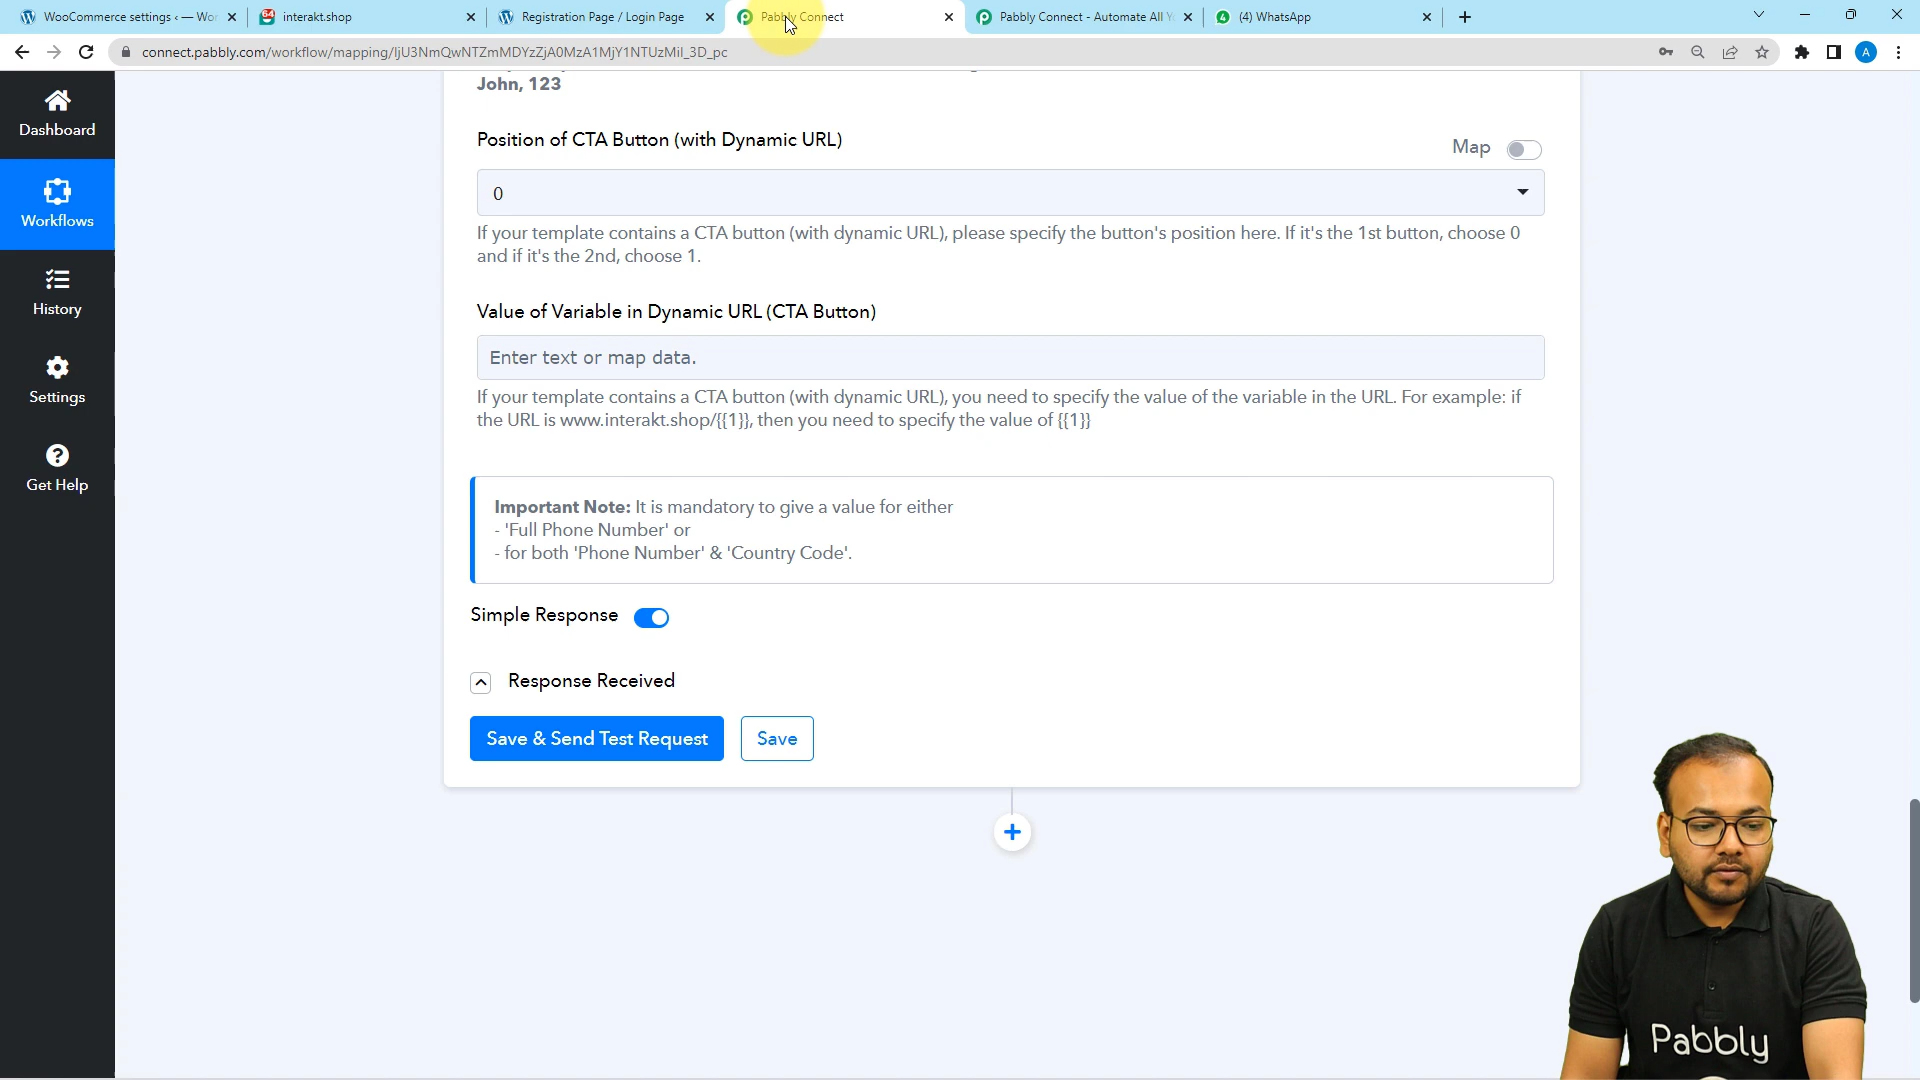 WooCommerce settings ‹ — Wo
interakt.shop
Registration Page / Login Page
Pabbly Connect
Pabbly Connect - Automate All
(4) WhatsApp
connect.pabbly.com/workflow/mapping/IjU3NmQwNTZmMDYzZjA0MzA1MjY1NTUzMiI_3D_pc
A
Dashboard
Workflows
History
Settings
Get Help
John, 123
Position of CTA Button (with Dynamic URL)
Map
0
If your template contains a CTA button (with dynamic URL), please specify the button's position here. If it's the 1st button, choose 0
and if it's the 2nd, choose 1.
Value of Variable in Dynamic URL (CTA Button)
Enter text or map data.
If your template contains a CTA button (with dynamic URL), you need to specify the value of the variable in the URL. For example: if
the URL is www.interakt.shop/{{1}}, then you need to specify the value of {{1}}
Important Note: It is mandatory to give a value for either
- 'Full Phone Number' or
- for both 'Phone Number' & 'Country Code'.
Simple Response
Response Received
Save & Send Test Request
Save
Pabbly